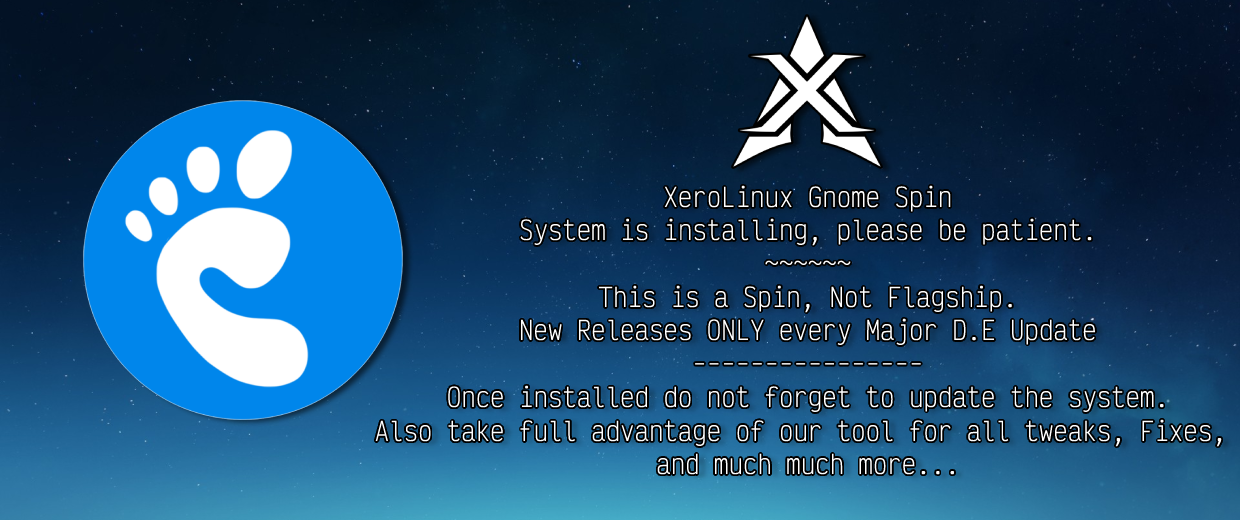 XeroLinux Gnome Spin
System is installing, please be patient.
~~~~~~
This is a Spin, Not Flagship.
New Releases ONLY every Major D.E Update
----------------
Once installed do not forget to update the system.
Also take full advantage of our tool for all tweaks, Fixes,
and much much more...